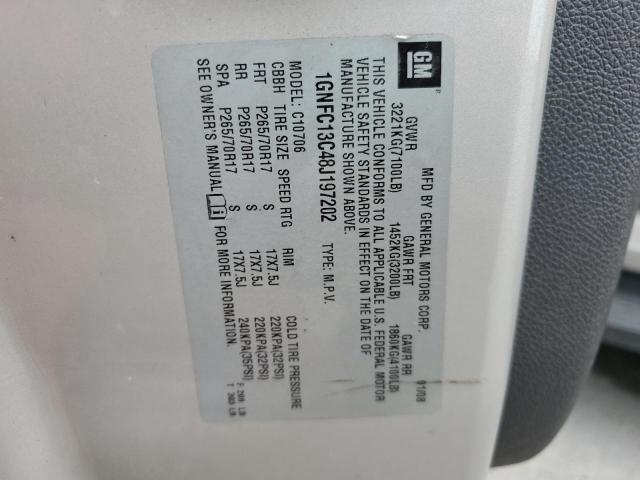 GM
MFD BY GENERAL MOTORS CORP. 01/08
GVWR GAWR FRT GAWR RR
3221KG(7100LB) 1452KG(3200LB) 1860KG(4100LB)
THIS VEHICLE CONFORMS TO ALL APPLICABLE U.S. FEDERAL MOTOR
VEHICLE SAFETY STANDARDS IN EFFECT ON THE DATE OF
MANUFACTURE SHOWN ABOVE.
1GNFC13C48J197202 TYPE: M.P.V.
MODEL: C10706
CBBH TIRE SIZE SPEED RTG RIM COLD TIRE PRESSURE
FRT P265/70R17 S 17X7.5J 220KPA(32PSI)
RR P265/70R17 S 17X7.5J 220KPA(32PSI)
SPA P265/70R17 S 17X7.5J 240KPA(35PSI)
SEE OWNER'S MANUAL i FOR MORE INFORMATION.